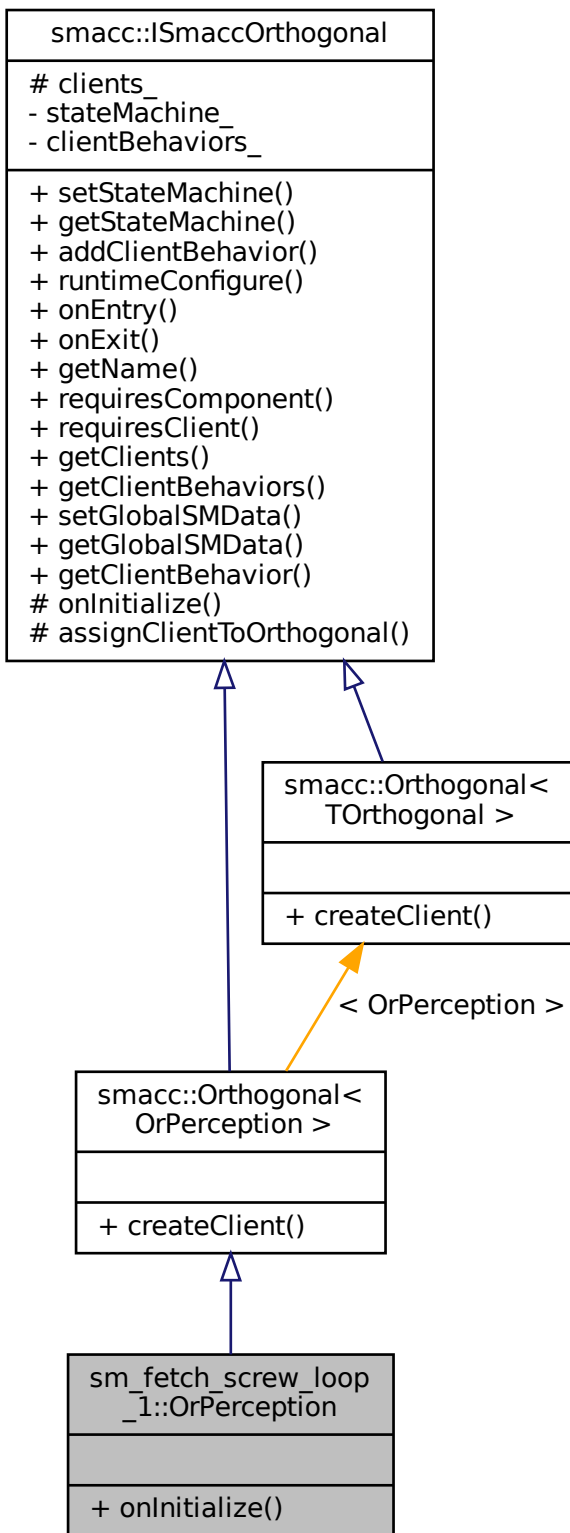 smacc::ISmaccOrthogonal
# clients_
- stateMachine_
- clientBehaviors_
+ setStateMachine()
+ getStateMachine()
+ addClientBehavior()
+ runtimeConfigure()
+ onEntry()
+ onExit()
+ getName()
+ requiresComponent()
+ requiresClient()
+ getClients()
+ getClientBehaviors()
+ setGlobalSMData()
+ getGlobalSMData()
+ getClientBehavior()
# onInitialize()
# assignClientToOrthogonal()
smacc::Orthogonal<
TOrthogonal >
+ createClient()
< OrPerception >
smacc::Orthogonal<
OrPerception >
+ createClient()
sm_fetch_screw_loop
_1::OrPerception
+ onInitialize()